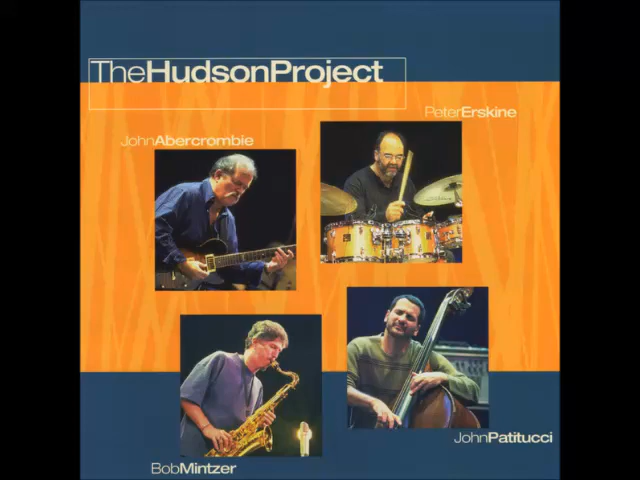 TheHudsonProject
PeterErskine
JohnAbercrombie
JohnPatitucci
BobMintzer